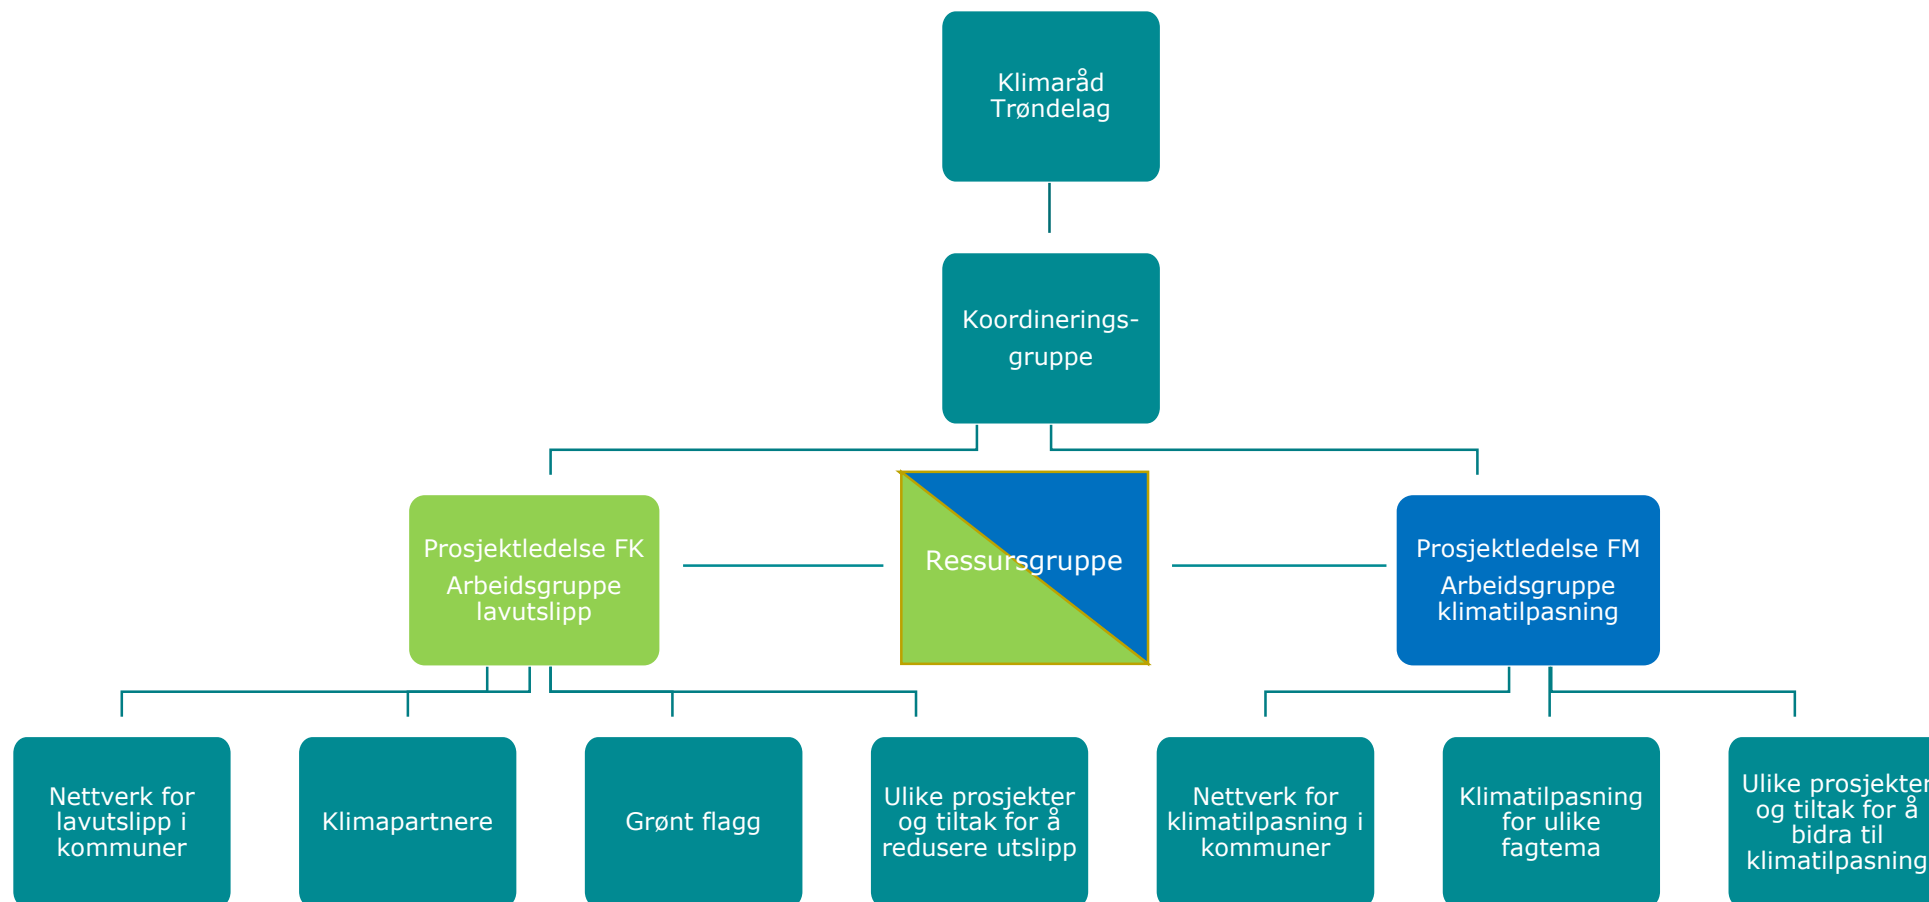 Klimaråd
Trøndelag
Koordinerings-
gruppe
Prosjektledelse FK
Arbeidsgruppe
lavutslipp
Ressursgruppe
Prosjektledelse FM
Arbeidsgruppe
klimatilpasning
Nettverk for
lavutslipp i
kommuner
Klimapartnere
Grønt flagg
Ulike prosjekter
og tiltak for å
redusere utslipp
Nettverk for
klimatilpasning i
kommuner
Klimatilpasning
for ulike
fagtema
Ulike prosjekter
og tiltak for å
bidra til
klimatilpasning